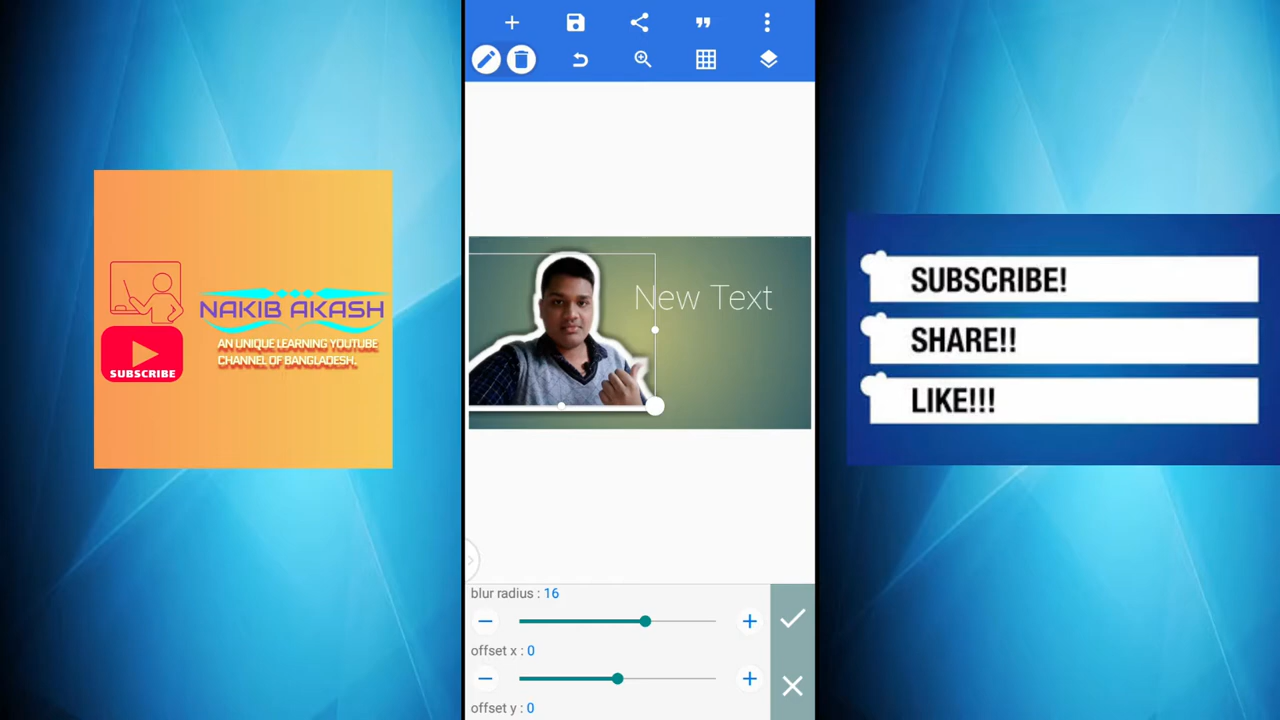 SUBSCRIBE
NAKIB AKASH
AN UNIQUE LEARNING YOUTUBE
CHANNEL OF BANGLADESH.
New Text
blur radius : 16
offset x : 0
offset y : 0
SUBSCRIBE!
SHARE!!
LIKE!!!